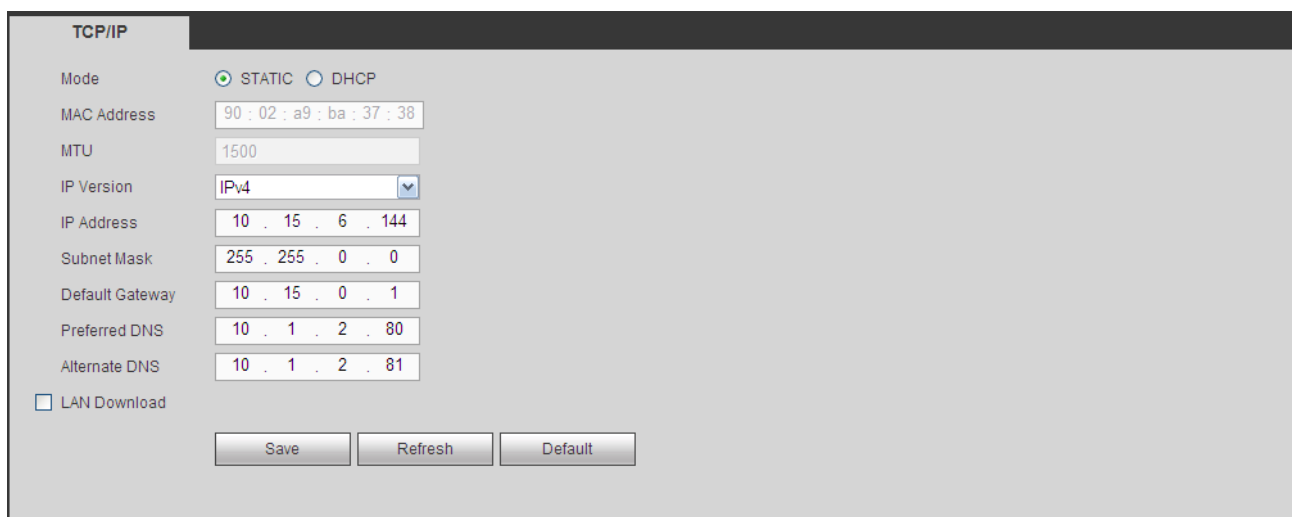 TCP/IP
Mode STATIC DHCP
MAC Address 90 : 02 : a9 : ba : 37 : 38
MTU 1500
IP Version IPv4
IP Address 10 . 15 . 6 . 144
Subnet Mask 255 . 255 . 0 . 0
Default Gateway 10 . 15 . 0 . 1
Preferred DNS 10 . 1 . 2 . 80
Alternate DNS 10 . 1 . 2 . 81
LAN Download
Save Refresh Default